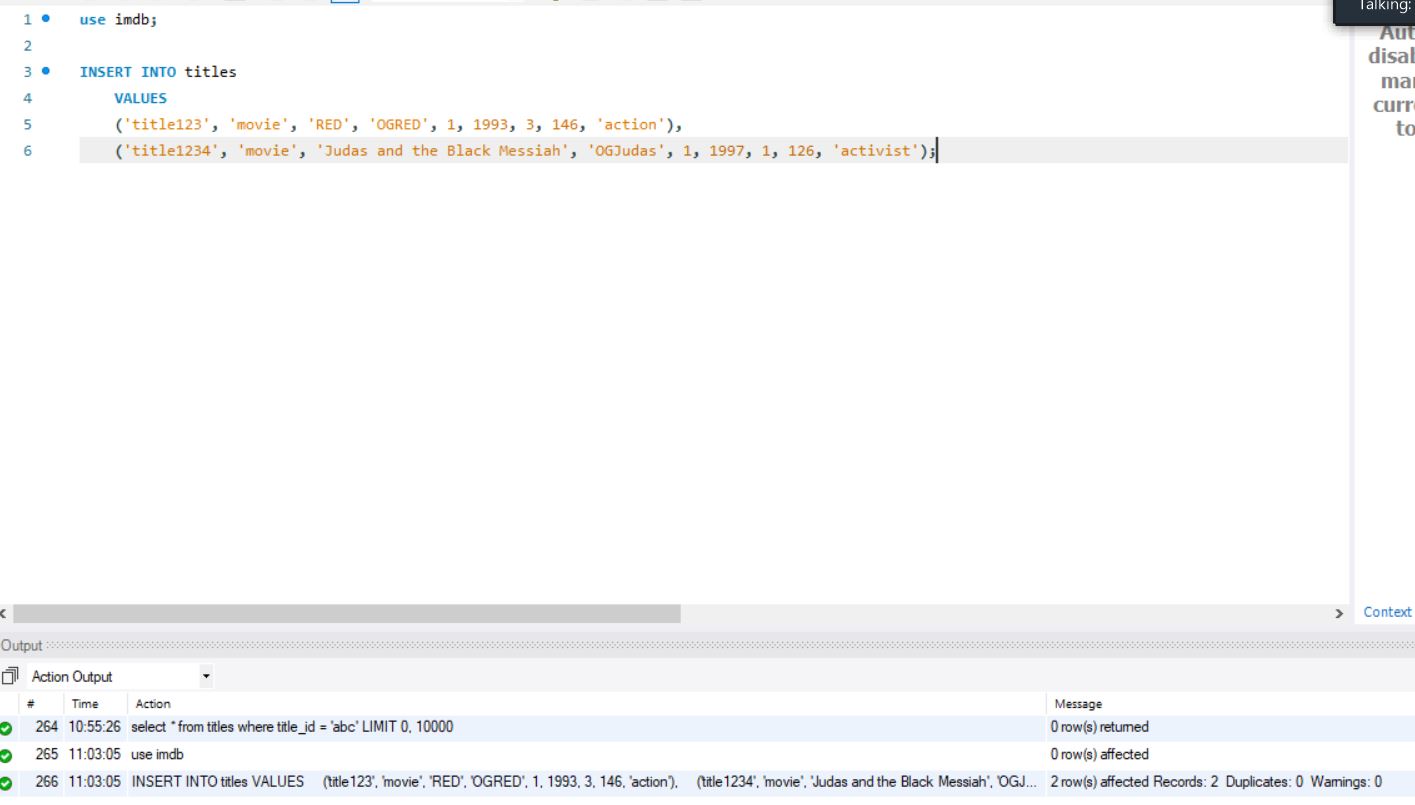 Talking:
1 use imdb;
2
3 INSERT INTO titles
4 VALUES
5 ('title123', 'movie', 'RED', 'OGRED', 1, 1993, 3, 146, 'action'),
6 ('title1234', 'movie', 'Judas and the Black Messiah', 'OGJudas', 1, 1997, 1, 126, 'activist');
Aut
disal
mar
curre
to
Context
Output
Action Output
# Time Action Message
264 10:55:26 select * from titles where title_id = 'abc' LIMIT 0, 10000 0 row(s) returned
265 11:03:05 use imdb 0 row(s) affected
266 11:03:05 INSERT INTO titles VALUES ('title123', 'movie', 'RED', 'OGRED', 1, 1993, 3, 146, 'action'), ('title1234', 'movie', 'Judas and the Black Messiah', 'OGJ... 2 row(s) affected Records: 2 Duplicates: 0 Warnings: 0